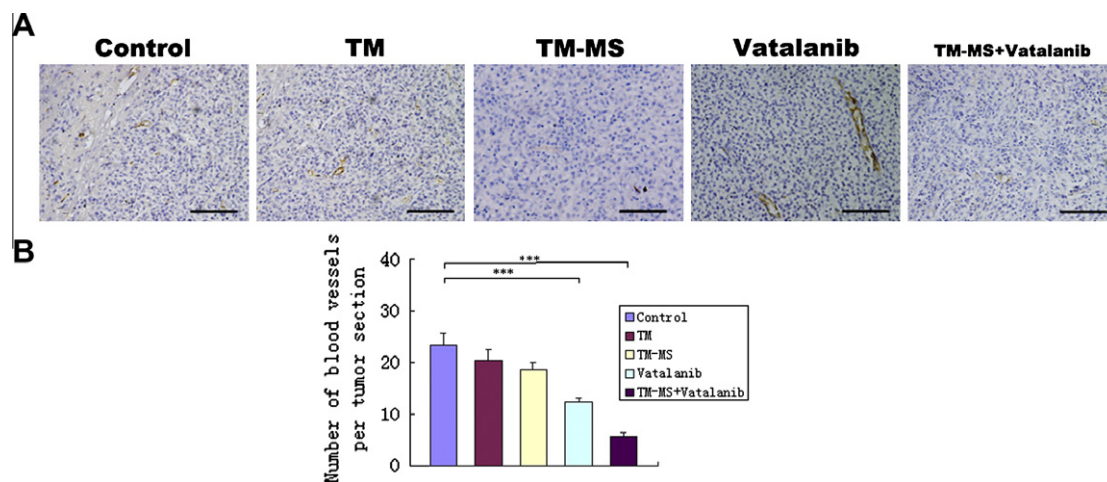 A
Control
TM
TM-MS
Vatalanib
TM-MS+Vatalanib
B
Number of blood vessels
per tumor section
40
30
20
10
0
***
***
Control
TM
TM-MS
Vatalanib
TM-MS+Vatalanib